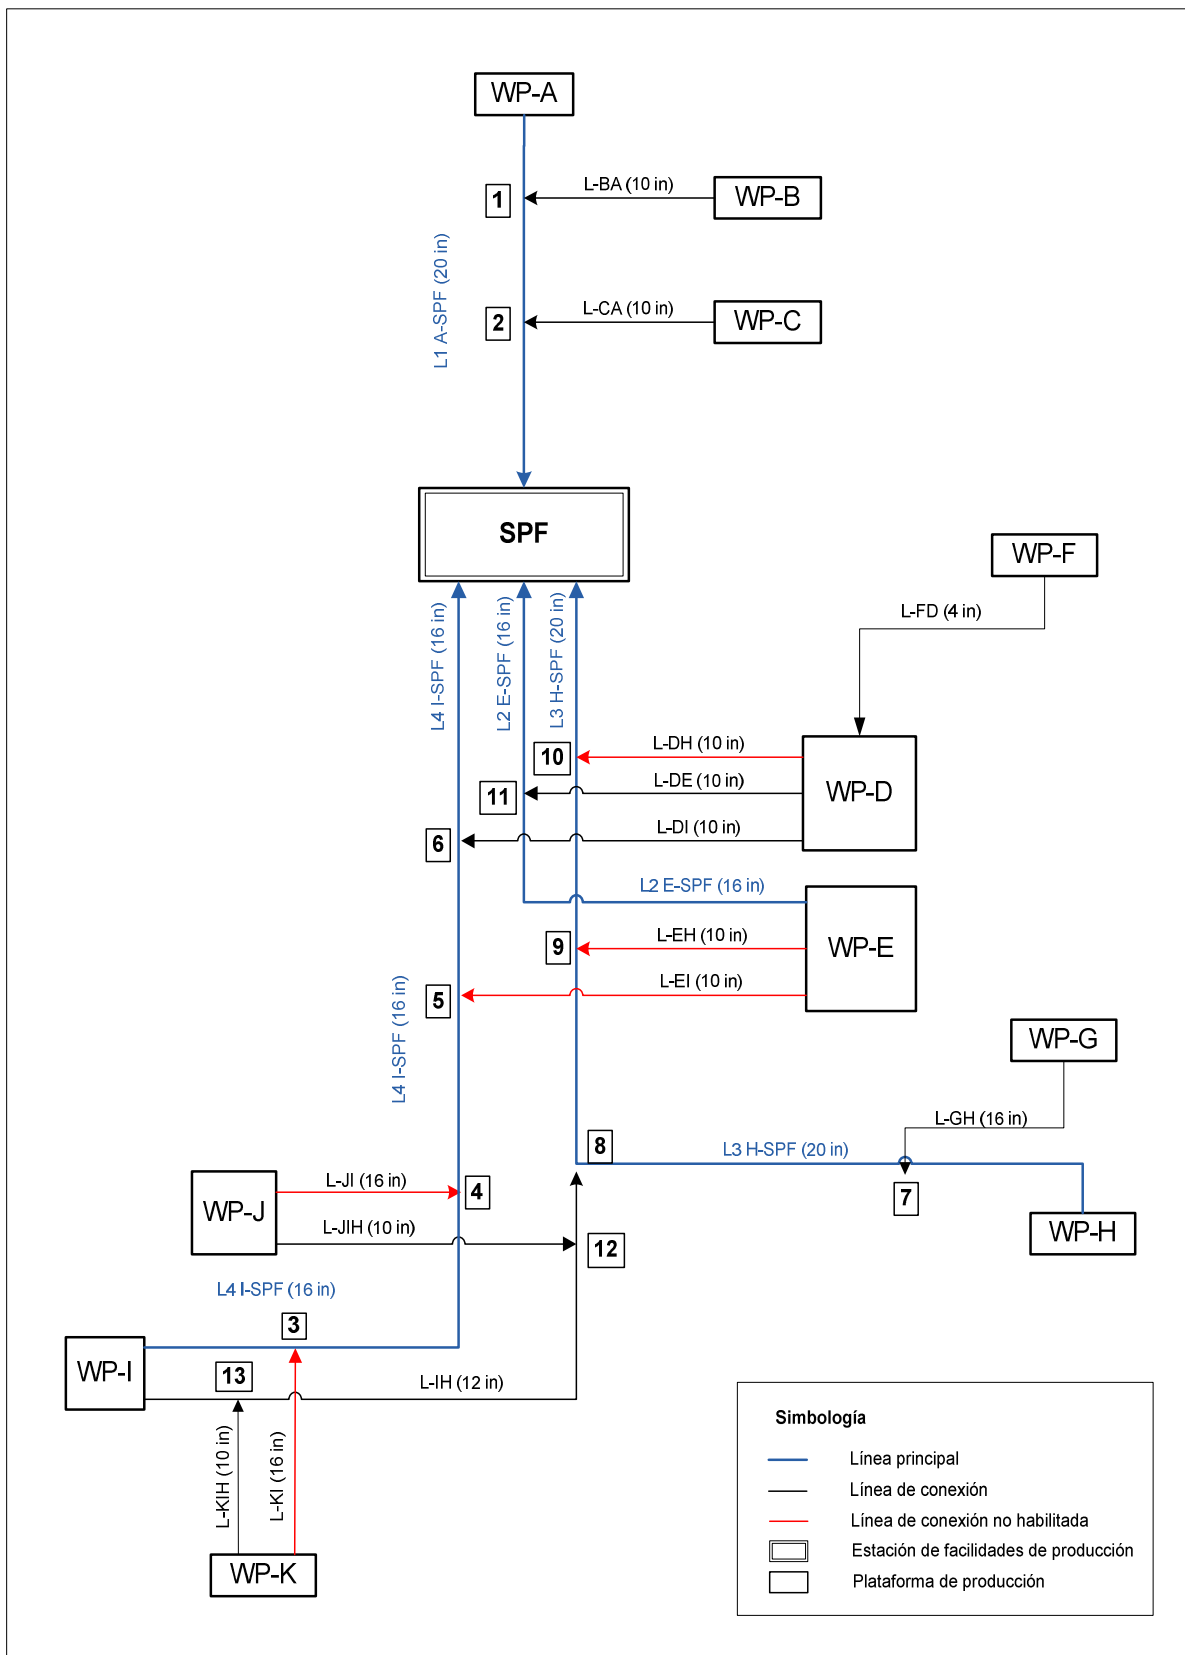 WP-A
L-BA (10 in)
WP-B
1
L1 A-SPF (20 in)
L-CA (10 in)
WP-C
2
SPF
WP-F
L-FD (4 in)
L4 I-SPF (16 in)
L2 E-SPF (16 in)
L3 H-SPF (20 in)
L-DH (10 in)
10
L-DE (10 in)
11
WP-D
L-DI (10 in)
6
L2 E-SPF (16 in)
L-EH (10 in)
9
WP-E
L-EI (10 in)
5
L4 I-SPF (16 in)
WP-G
L-GH (16 in)
8
L3 H-SPF (20 in)
7
L-JI (16 in)
4
WP-J
L-JIH (10 in)
12
WP-H
L4 I-SPF (16 in)
3
WP-I
13
L-IH (12 in)
L-KIH (10 in)
L-KI (16 in)
WP-K
Simbología
Línea principal
Línea de conexión
Línea de conexión no habilitada
Estación de facilidades de producción
Plataforma de producción